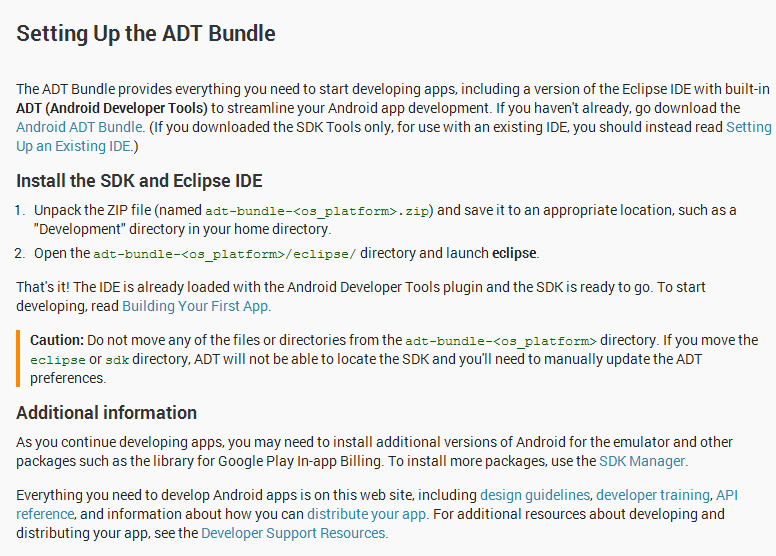 Setting Up the ADT Bundle
The ADT Bundle provides everything you need to start developing apps, including a version of the Eclipse IDE with built-in
ADT (Android Developer Tools) to streamline your Android app development. If you haven't already, go download the
Android ADT Bundle. (If you downloaded the SDK Tools only, for use with an existing IDE, you should instead read Setting
Up an Existing IDE.)
Install the SDK and Eclipse IDE
1. Unpack the ZIP file (named adt-bundle-<os_platform>.zip) and save it to an appropriate location, such as a
"Development" directory in your home directory.
2. Open the adt-bundle-<os_platform>/eclipse/ directory and launch eclipse.
That's it! The IDE is already loaded with the Android Developer Tools plugin and the SDK is ready to go. To start
developing, read Building Your First App.
Caution: Do not move any of the files or directories from the adt-bundle-<os_platform> directory. If you move the
eclipse or sdk directory, ADT will not be able to locate the SDK and you'll need to manually update the ADT
preferences.
Additional information
As you continue developing apps, you may need to install additional versions of Android for the emulator and other
packages such as the library for Google Play In-app Billing. To install more packages, use the SDK Manager.
Everything you need to develop Android apps is on this web site, including design guidelines, developer training, API
reference, and information about how you can distribute your app. For additional resources about developing and
distributing your app, see the Developer Support Resources.